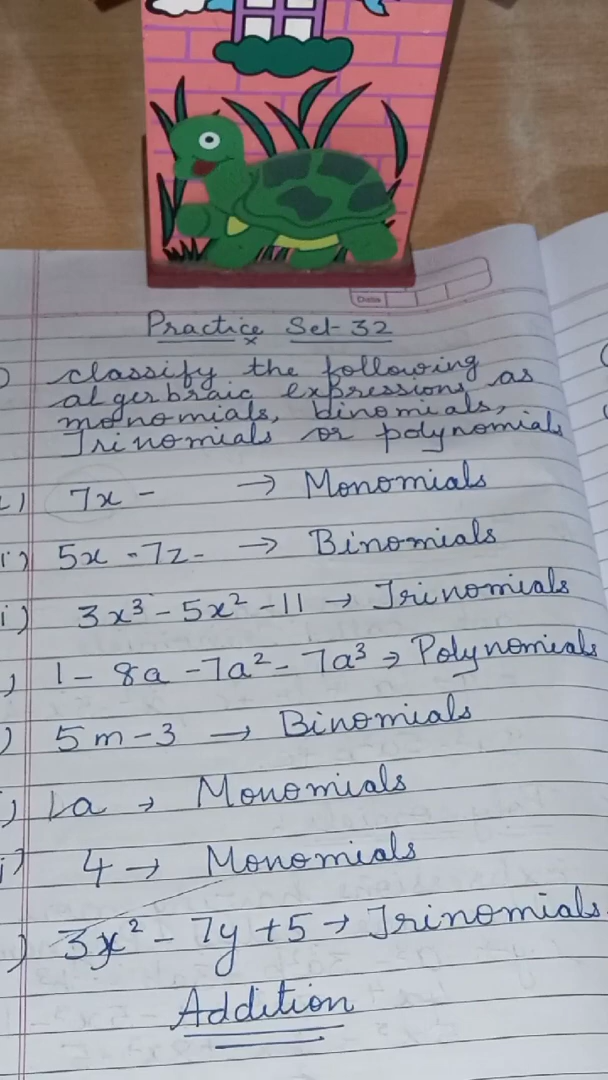 Date
Practice Set-32
) classify the following
algerbraic expressions as
monomials, binomials,
Trinomials or polynomials
i) 7x - → Monomials
i) 5x -7z- → Binomials
i) 3x³ - 5x² - 11 → Trinomials
) 1 - 8a - 7a² - 7a³ → Polynomials
) 5m - 3 → Binomials
) a → Monomials
i) 4 → Monomials
) 3y² - 7y + 5 → Trinomials.
Addition